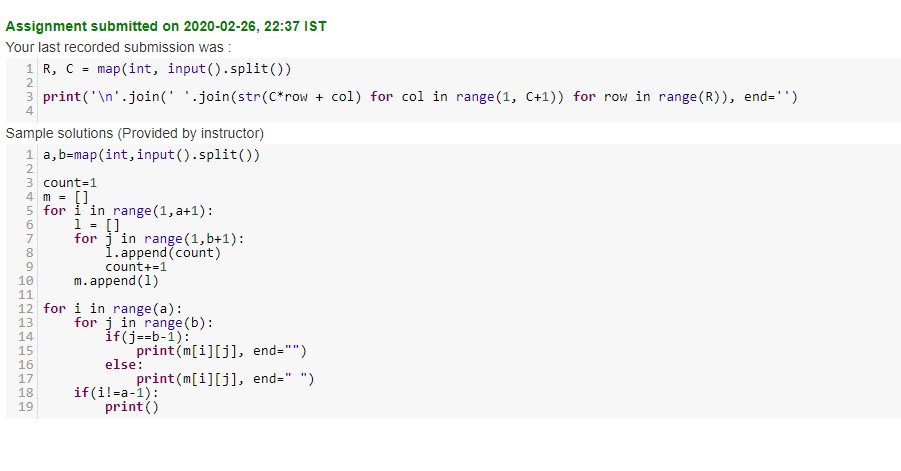 Assignment submitted on 2020-02-26, 22:37 IST
Your last recorded submission was :
1 R, C = map(int, input().split())
2
3 print('\n'.join(' '.join(str(C*row + col) for col in range(1, C+1)) for row in range(R)), end='')
4
Sample solutions (Provided by instructor)
1 a,b=map(int,input().split())
2
3 count=1
4 m = []
5 for i in range(1,a+1):
6     l = []
7     for j in range(1,b+1):
8         l.append(count)
9         count+=1
10     m.append(l)
11
12 for i in range(a):
13     for j in range(b):
14         if(j==b-1):
15             print(m[i][j], end="")
16         else:
17             print(m[i][j], end=" ")
18     if(i!=a-1):
19         print()